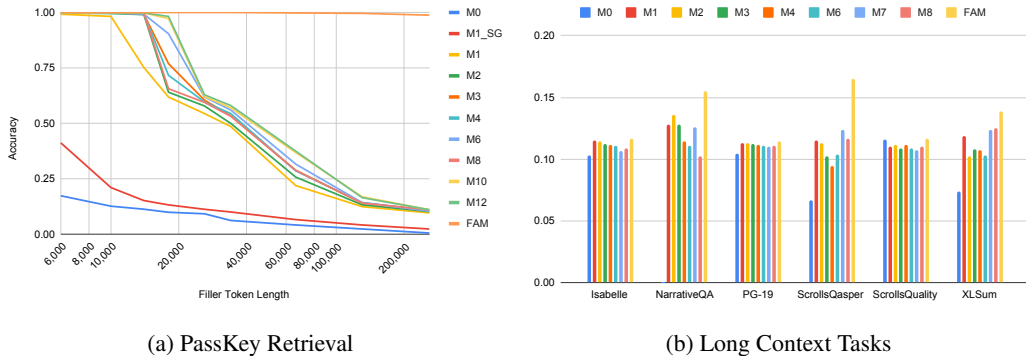 1.00
0.75
0.50
0.25
0.00
Accuracy
6,000
8,000
10,000
20,000
40,000
60,000
80,000
100,000
200,000
Filler Token Length
M0
M1_SG
M1
M2
M3
M4
M6
M8
M10
M12
FAM
(a) PassKey Retrieval
M0 M1 M2 M3 M4 M6 M7 M8 FAM
0.20
0.15
0.10
0.05
0.00
Isabelle NarrativeQA PG-19 ScrollsQasper ScrollsQuality XLSum
(b) Long Context Tasks